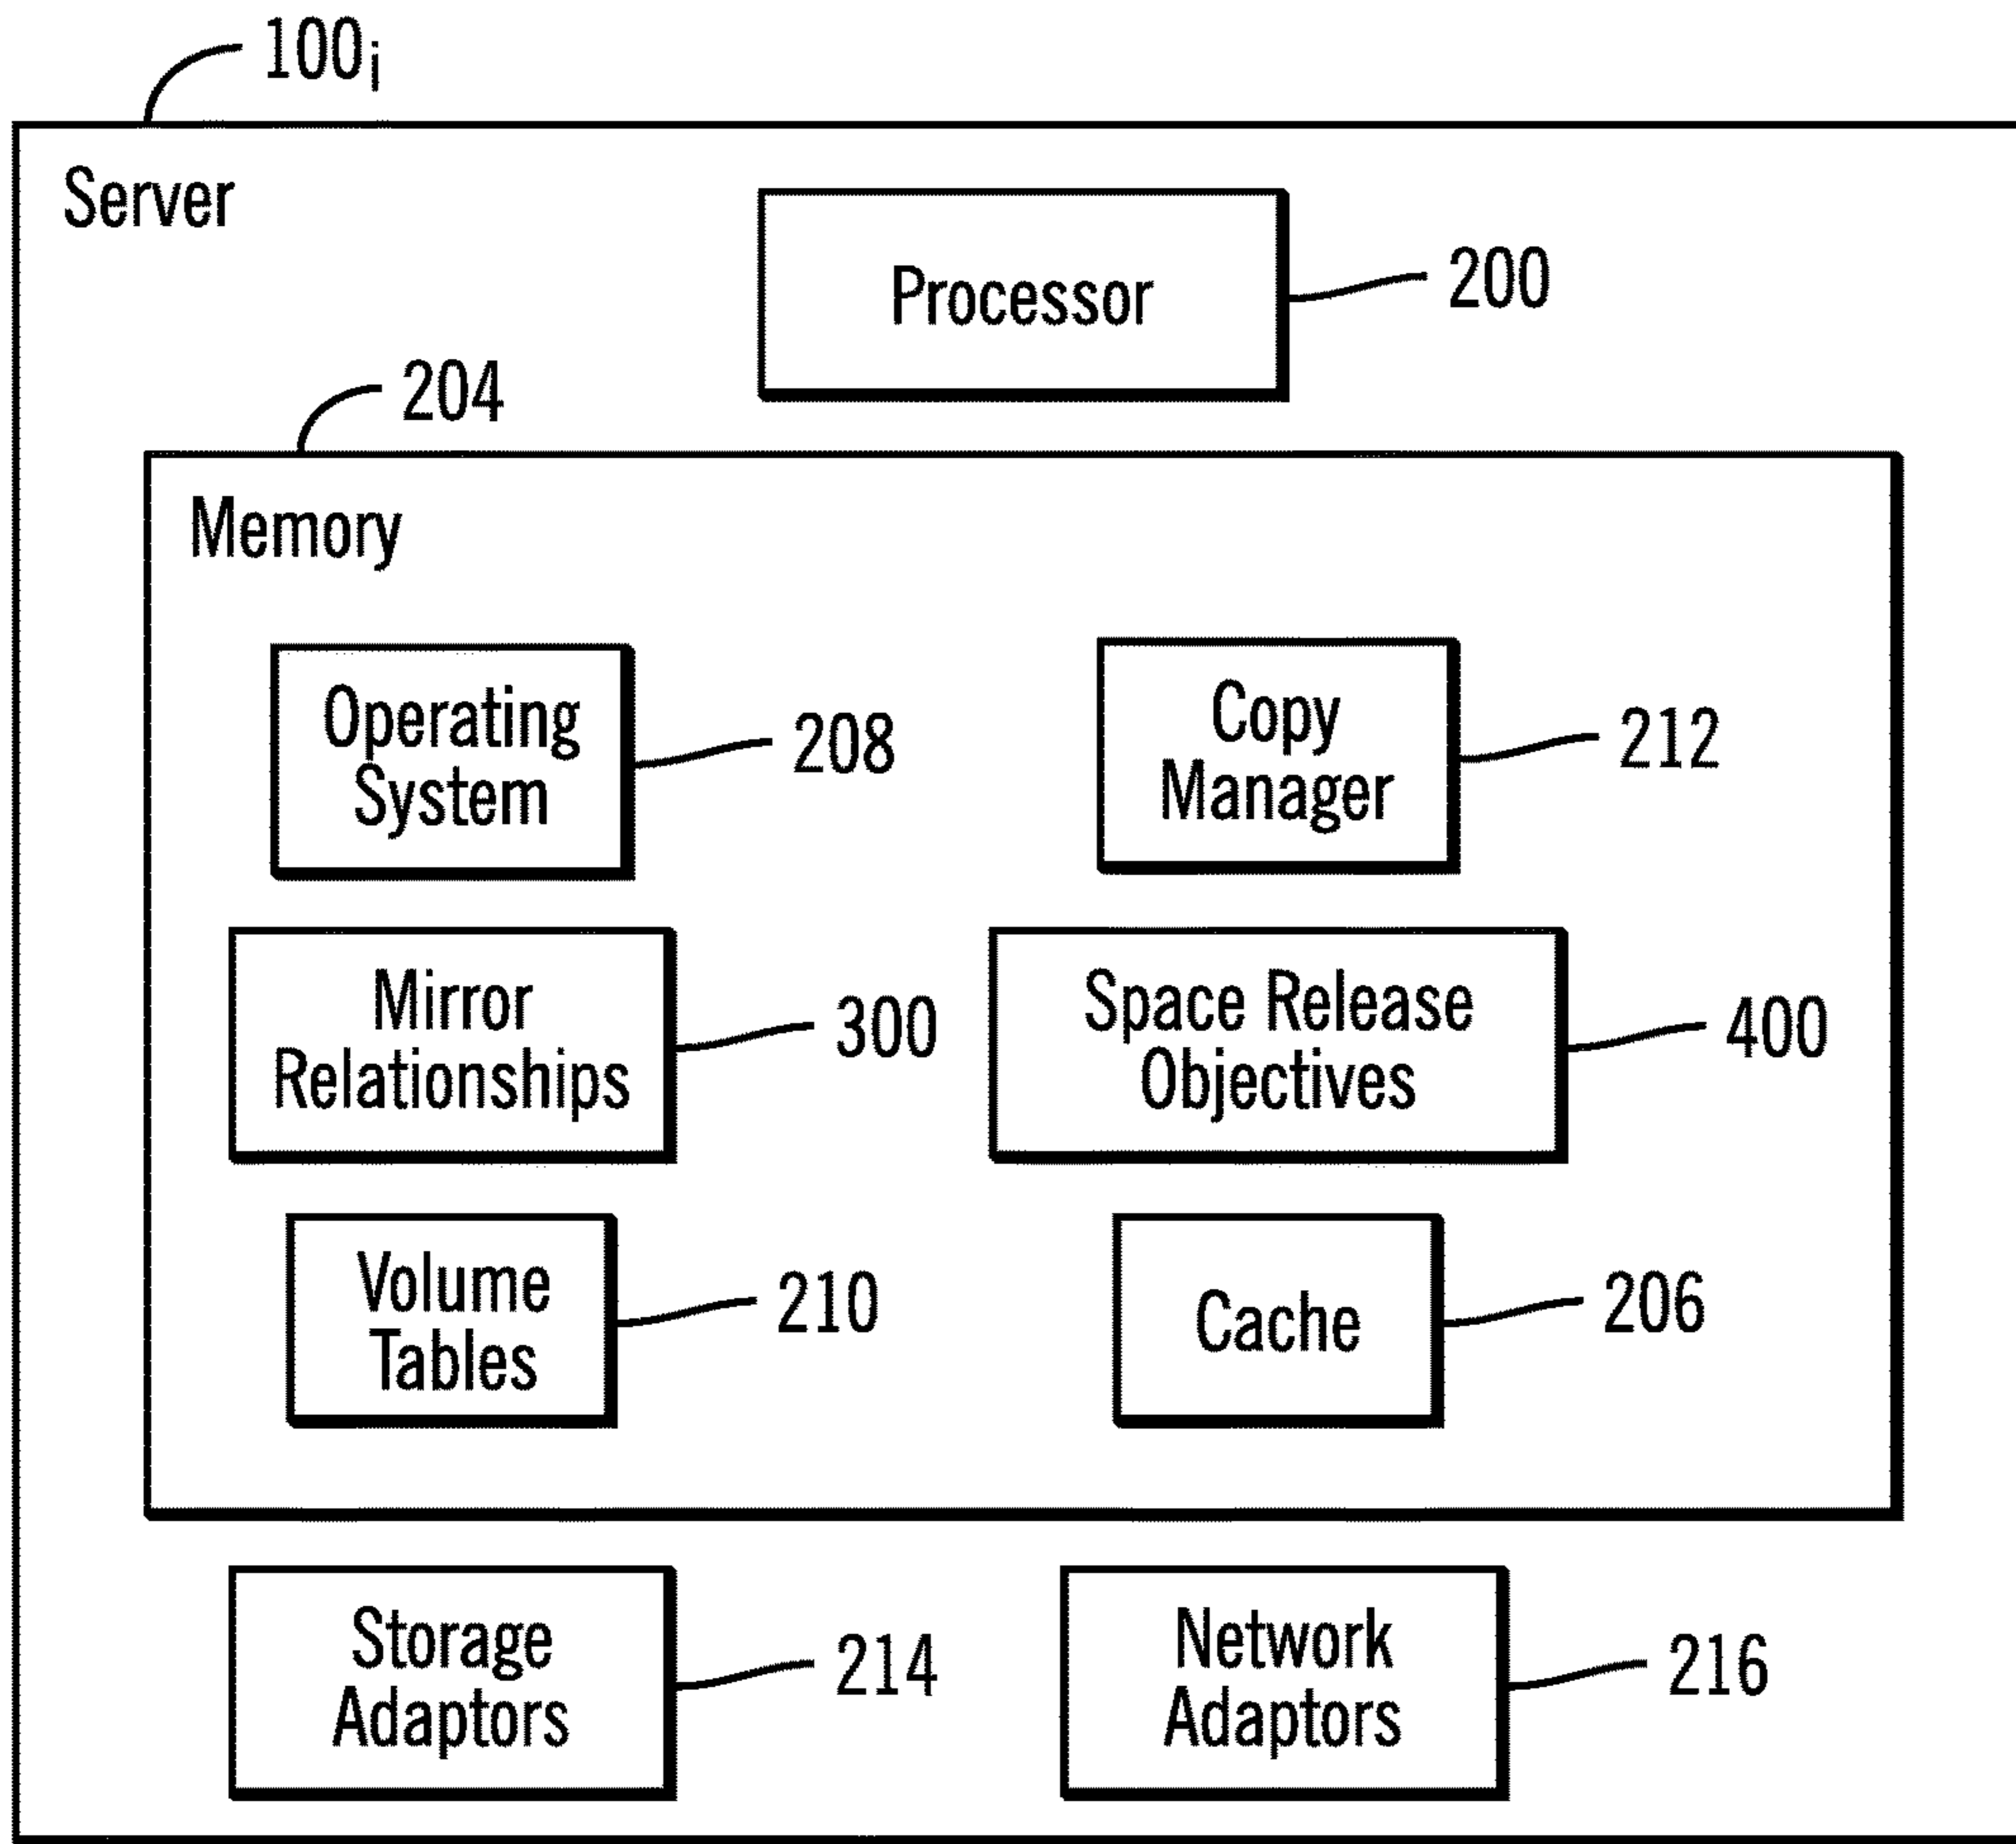 100i
Server
Processor
200
204
Memory
Operating
System
208
Copy
Manager
212
Mirror
Relationships
300
Space Release
Objectives
400
Volume
Tables
210
Cache
206
Storage
Adaptors
214
Network
Adaptors
216